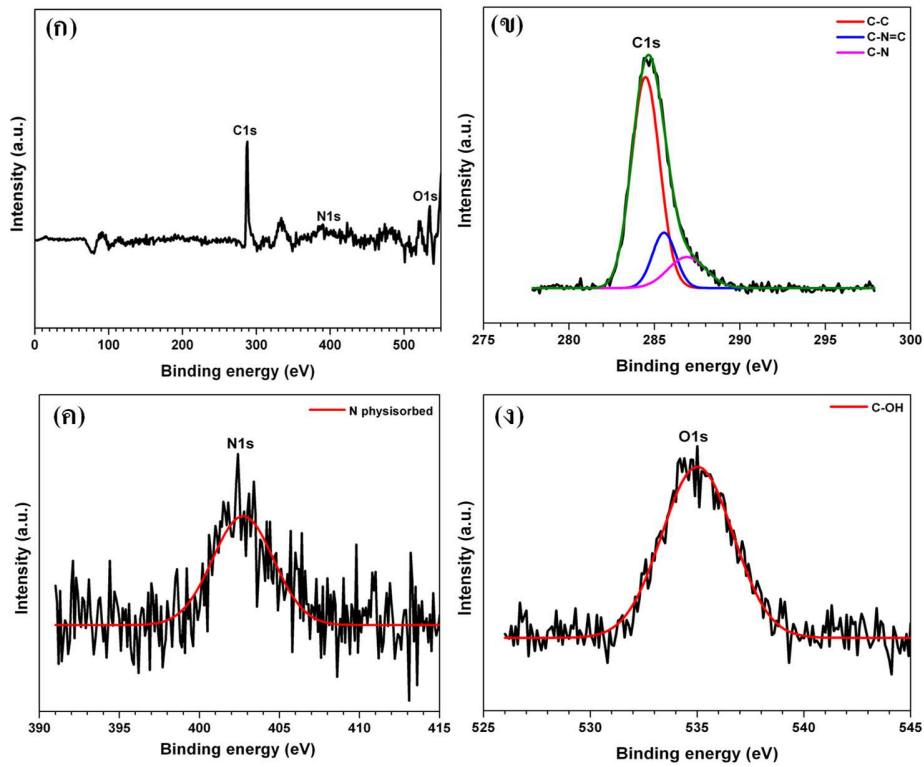 (ก)
C1s
N1s
O1s
Intensity (a.u.)
0 100 200 300 400 500
Binding energy (eV)
(ข)
C1s
C-C
C-N=C
C-N
Intensity (a.u.)
275 280 285 290 295 300
Binding energy (eV)
(ค)
N physisorbed
N1s
Intensity (a.u.)
390 395 400 405 410 415
Binding energy (eV)
(ง)
C-OH
O1s
Intensity (a.u.)
525 530 535 540 545
Binding energy (eV)